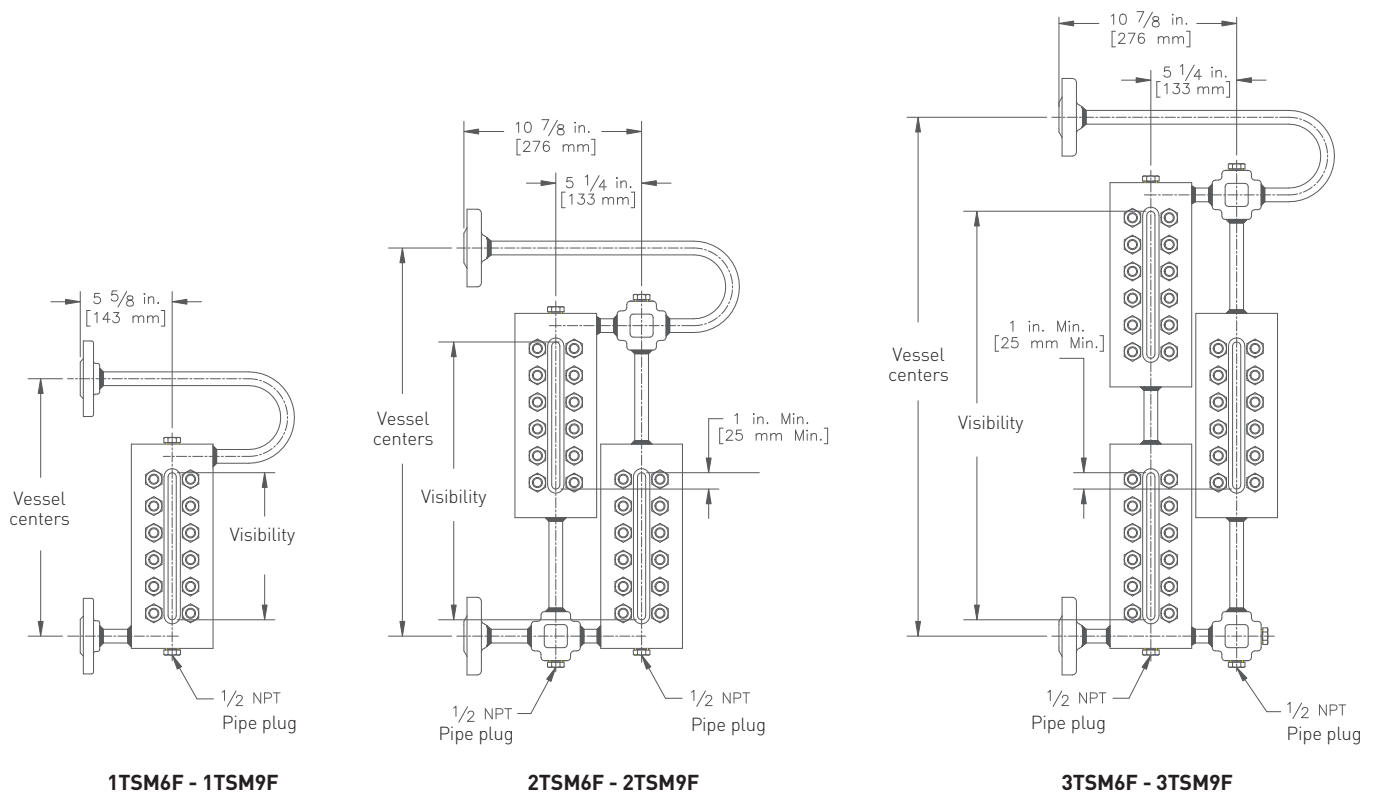 5 5/8 in.
[143 mm]
Vessel
centers
Visibility
1/2 NPT
Pipe plug
1TSM6F - 1TSM9F
10 7/8 in.
[276 mm]
5 1/4 in.
[133 mm]
Vessel
centers
Visibility
1 in. Min.
[25 mm Min.]
1/2 NPT
Pipe plug
1/2 NPT
Pipe plug
2TSM6F - 2TSM9F
10 7/8 in.
[276 mm]
5 1/4 in.
[133 mm]
1 in. Min.
[25 mm Min.]
Vessel
centers
Visibility
1/2 NPT
Pipe plug
1/2 NPT
Pipe plug
3TSM6F - 3TSM9F